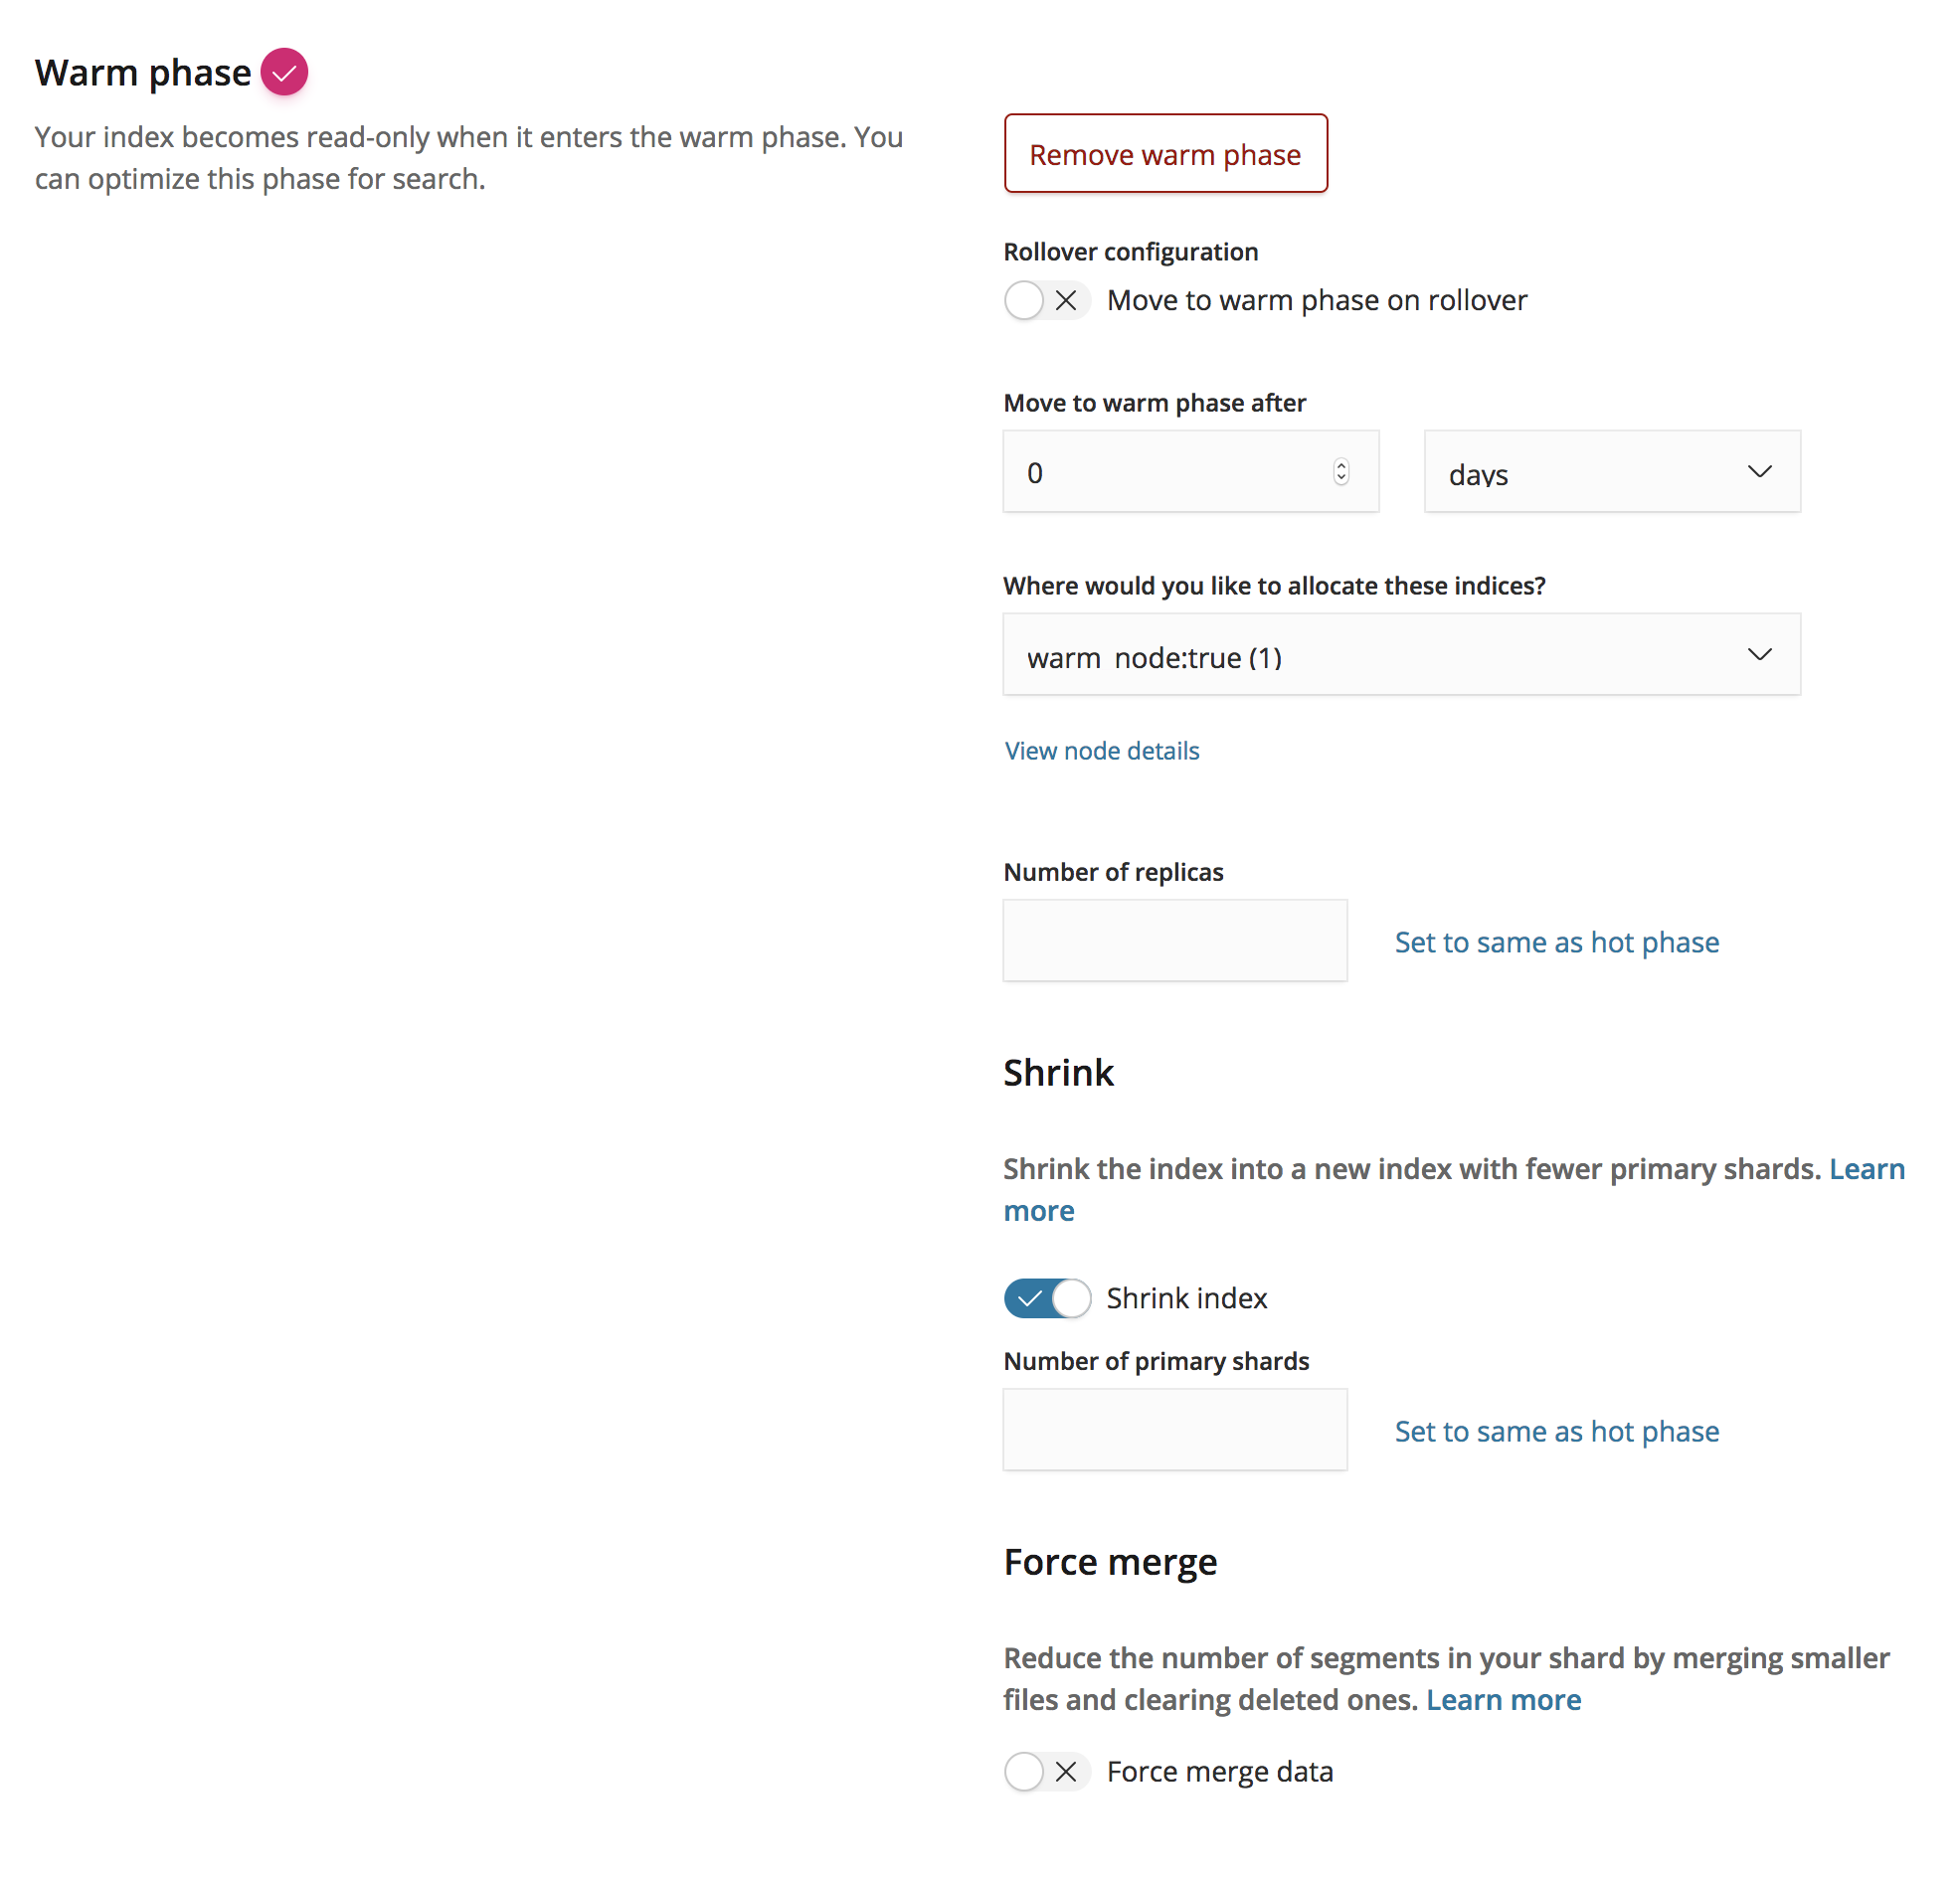 Warm phase
Your index becomes read-only when it enters the warm phase. You
can optimize this phase for search.
Remove warm phase
Rollover configuration
Move to warm phase on rollover
Move to warm phase after
0
days
Where would you like to allocate these indices?
warm_node:true (1)
View node details
Number of replicas
Set to same as hot phase
Shrink
Shrink the index into a new index with fewer primary shards. Learn
more
Shrink index
Number of primary shards
Set to same as hot phase
Force merge
Reduce the number of segments in your shard by merging smaller
files and clearing deleted ones. Learn more
Force merge data